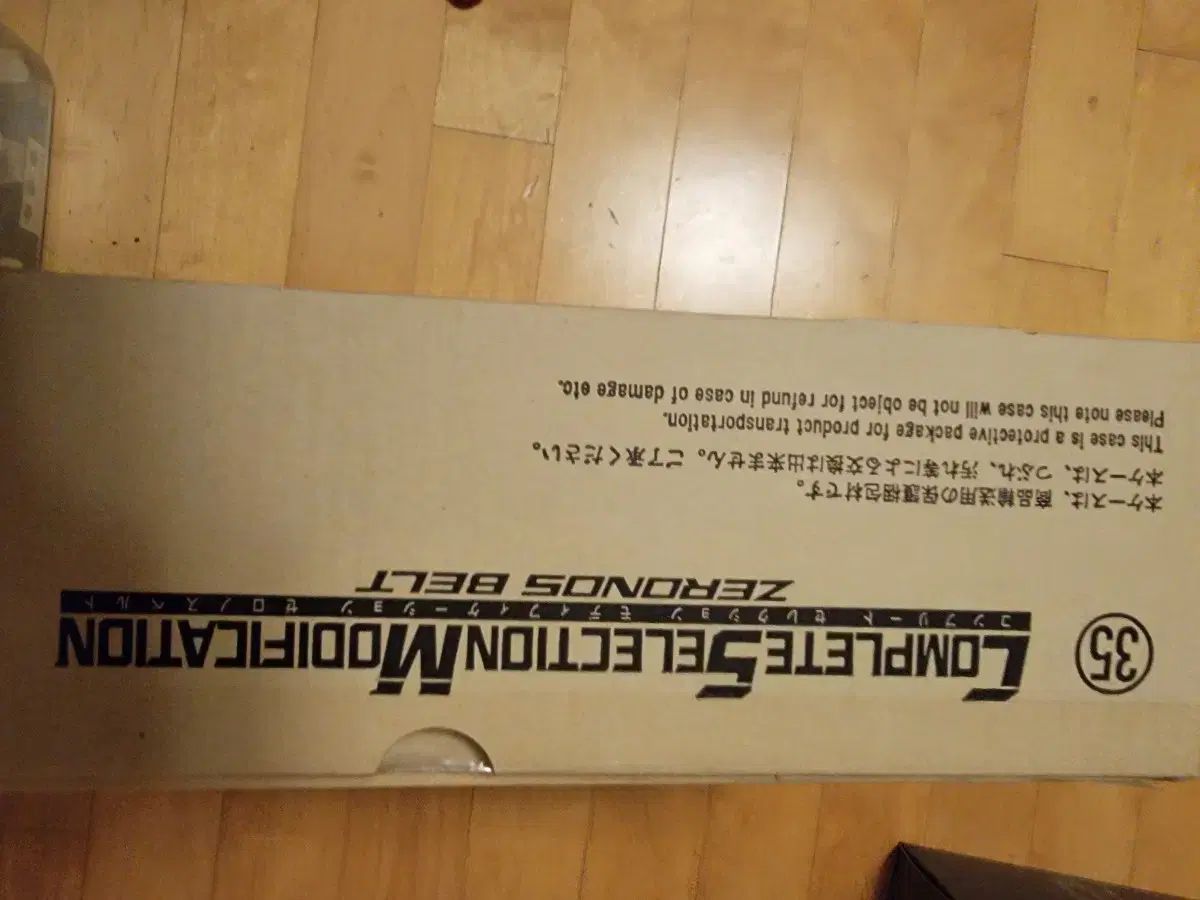 35
COMPLETE SELECTION MODIFICATION
コンプリート セレクション モディフィケーション ゼロノスベルト
ZERONOS BELT
本ケースは、商品輸送用の保護梱包材です。
本ケースは、つぶれ、汚れ等による交換は出来ません。ご了承ください。
This case is a protective package for product transportation.
Please note this case will not be object for refund in case of damage etc.